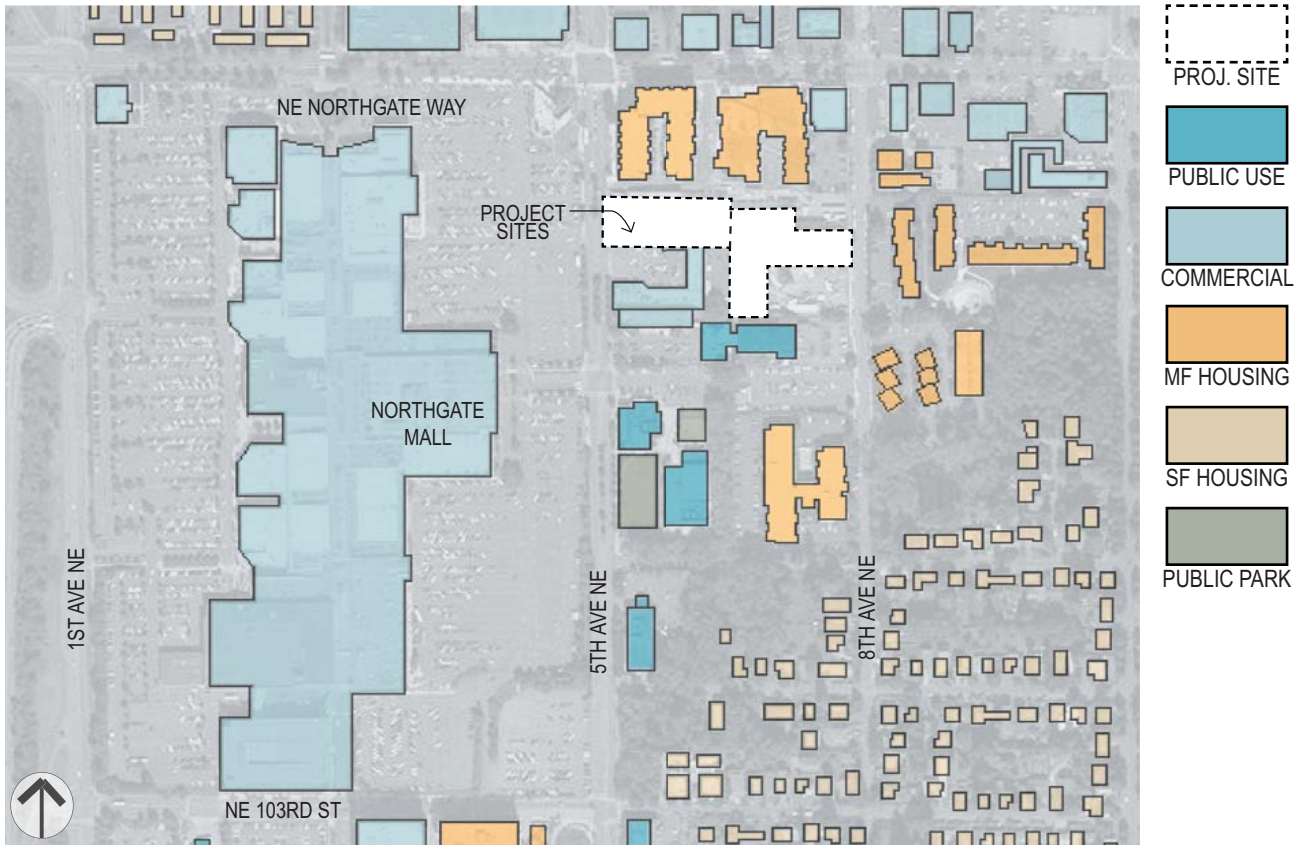 NE NORTHGATE WAY
PROJECT
SITES
NORTHGATE
MALL
1ST AVE NE
5TH AVE NE
8TH AVE NE
NE 103RD ST
PROJ. SITE
PUBLIC USE
COMMERCIAL
MF HOUSING
SF HOUSING
PUBLIC PARK